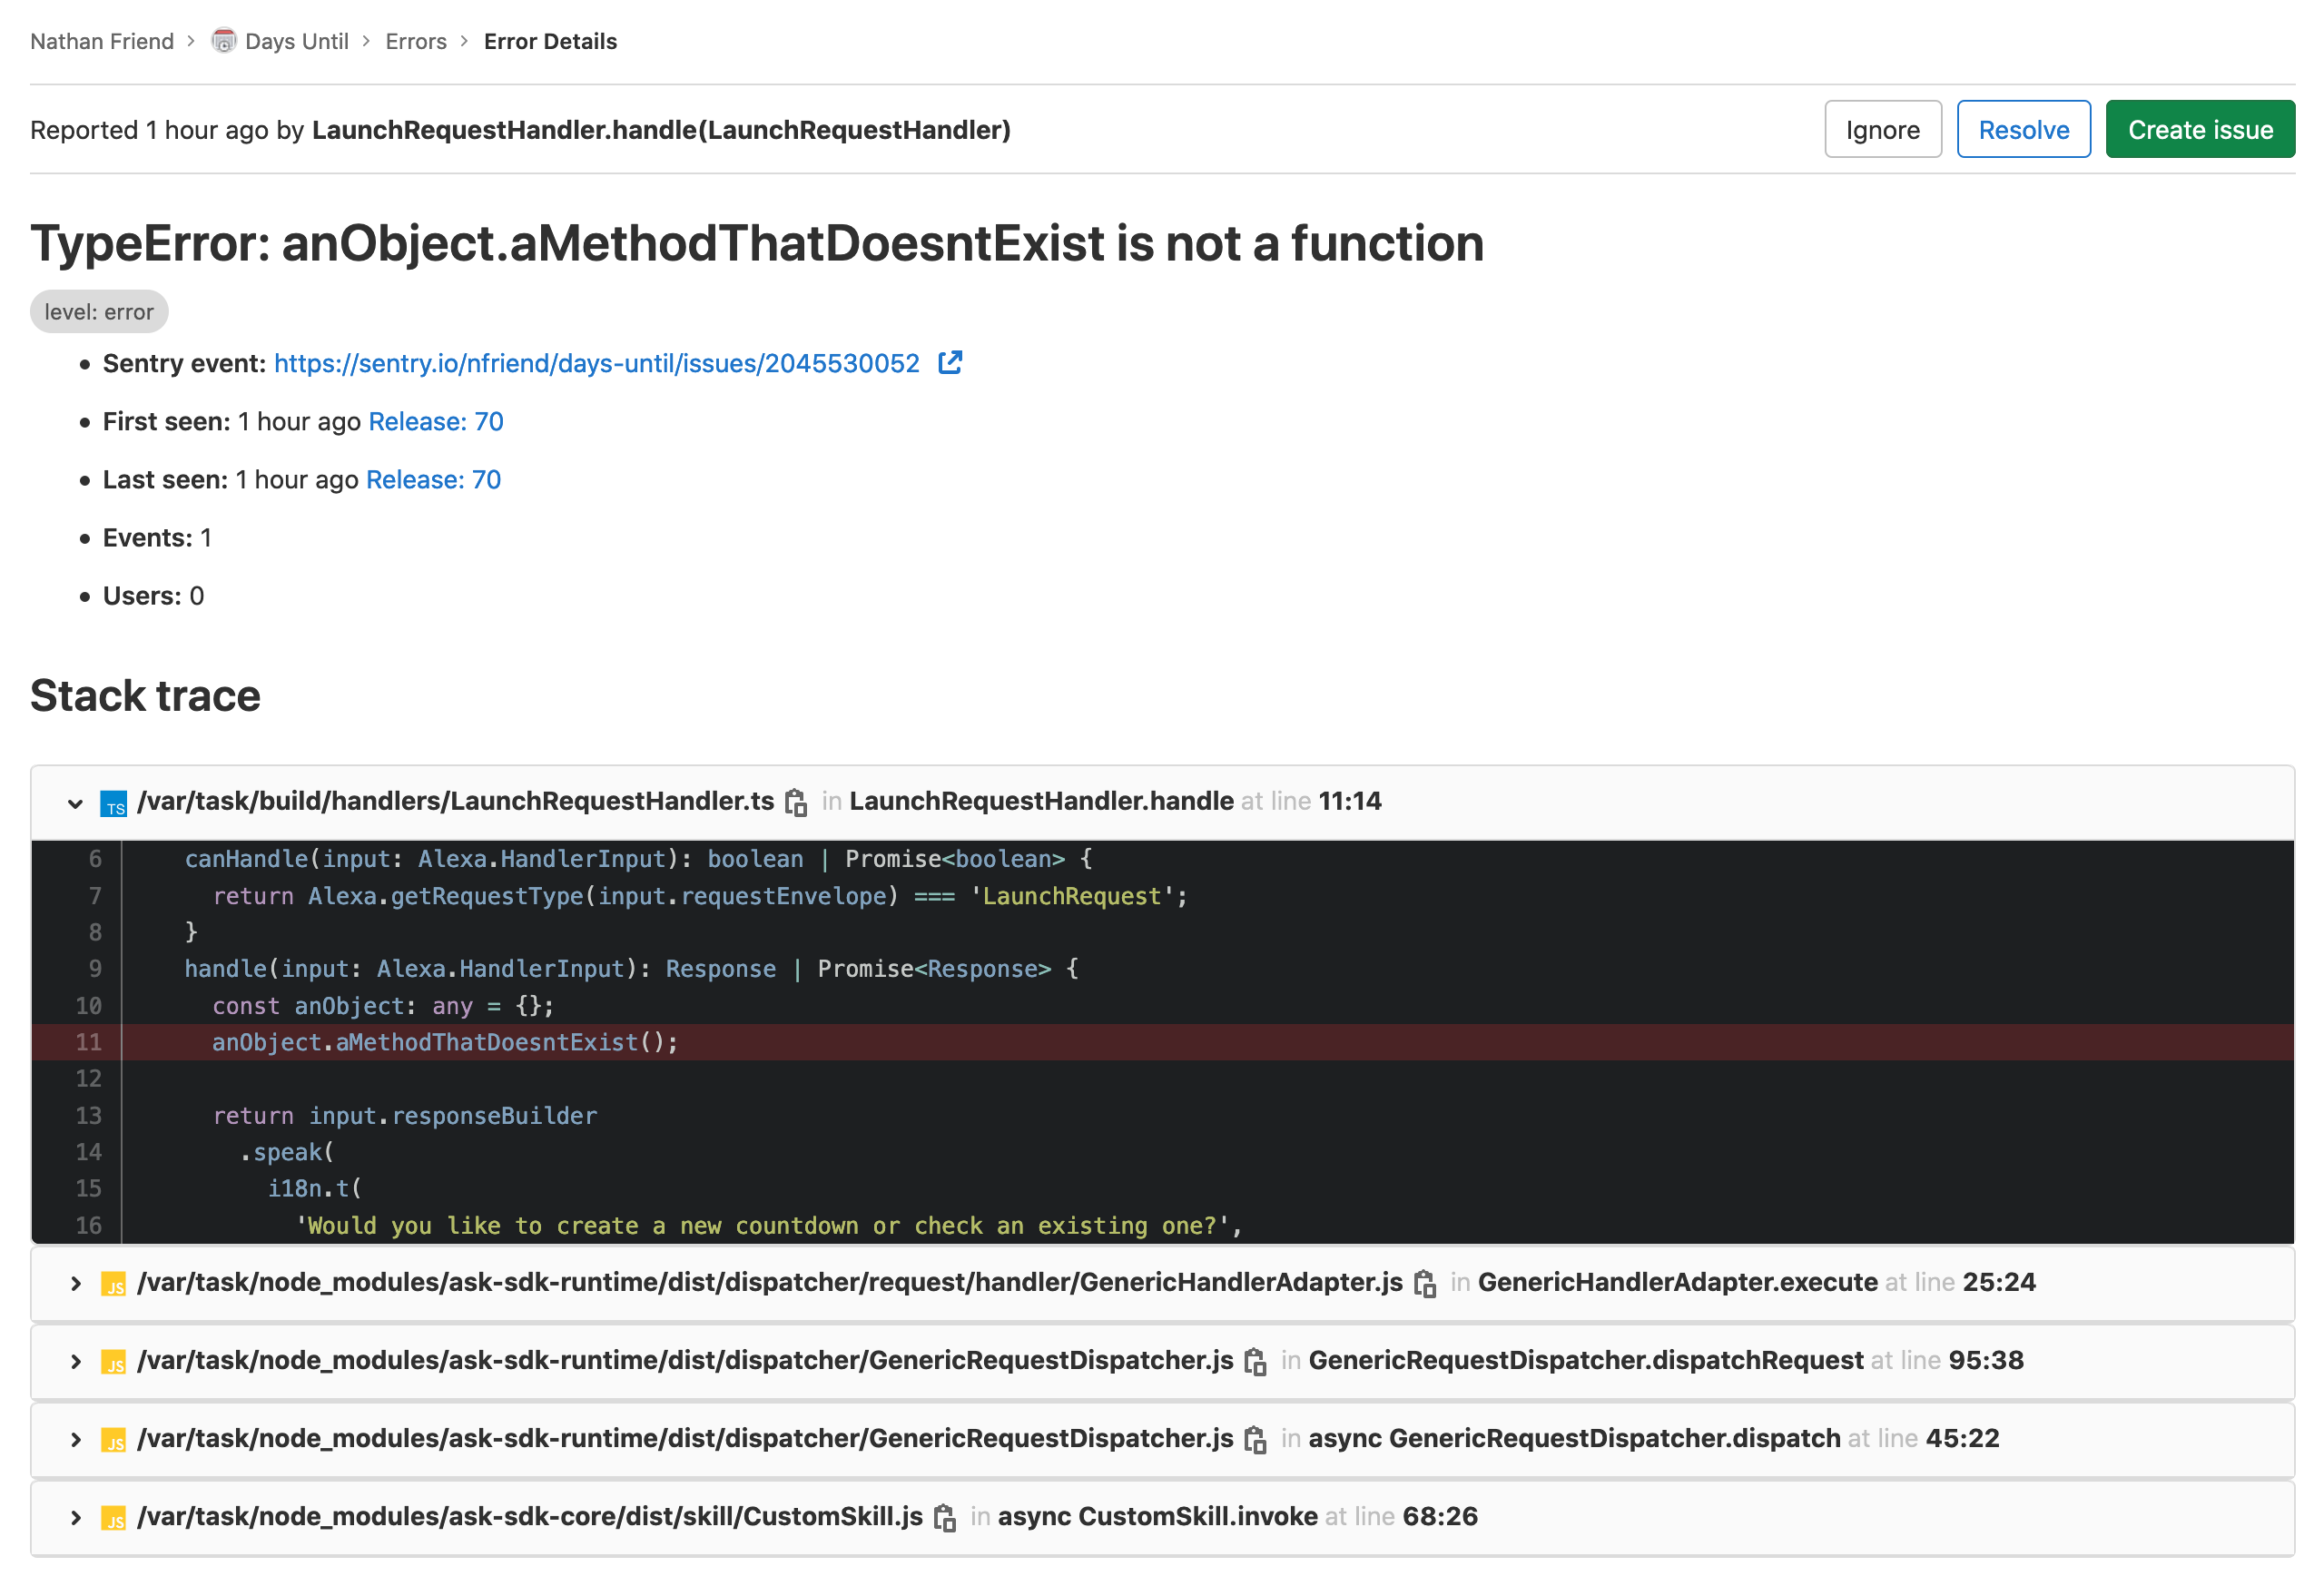 Nathan Friend > Days Until > Errors > Error Details
Reported 1 hour ago by LaunchRequestHandler.handle(LaunchRequestHandler)
Ignore
Resolve
Create issue
TypeError: anObject.aMethodThatDoesntExist is not a function
level: error
• Sentry event: https://sentry.io/nfriend/days-until/issues/2045530052
• First seen: 1 hour ago Release: 70
• Last seen: 1 hour ago Release: 70
• Events: 1
• Users: 0
Stack trace
TS /var/task/build/handlers/LaunchRequestHandler.ts in LaunchRequestHandler.handle at line 11:14
6 canHandle(input: Alexa.HandlerInput): boolean | Promise<boolean> {
7 return Alexa.getRequestType(input.requestEnvelope) === 'LaunchRequest';
8 }
9 handle(input: Alexa.HandlerInput): Response | Promise<Response> {
10 const anObject: any = {};
11 anObject.aMethodThatDoesntExist();
12
13 return input.responseBuilder
14 .speak(
15 i18n.t(
16 'Would you like to create a new countdown or check an existing one?',
JS /var/task/node_modules/ask-sdk-runtime/dist/dispatcher/request/handler/GenericHandlerAdapter.js in GenericHandlerAdapter.execute at line 25:24
JS /var/task/node_modules/ask-sdk-runtime/dist/dispatcher/GenericRequestDispatcher.js in GenericRequestDispatcher.dispatchRequest at line 95:38
JS /var/task/node_modules/ask-sdk-runtime/dist/dispatcher/GenericRequestDispatcher.js in async GenericRequestDispatcher.dispatch at line 45:22
JS /var/task/node_modules/ask-sdk-core/dist/skill/CustomSkill.js in async CustomSkill.invoke at line 68:26